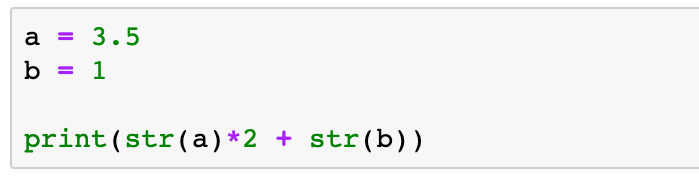 a = 3.5
b = 1
print(str(a)*2 + str(b))